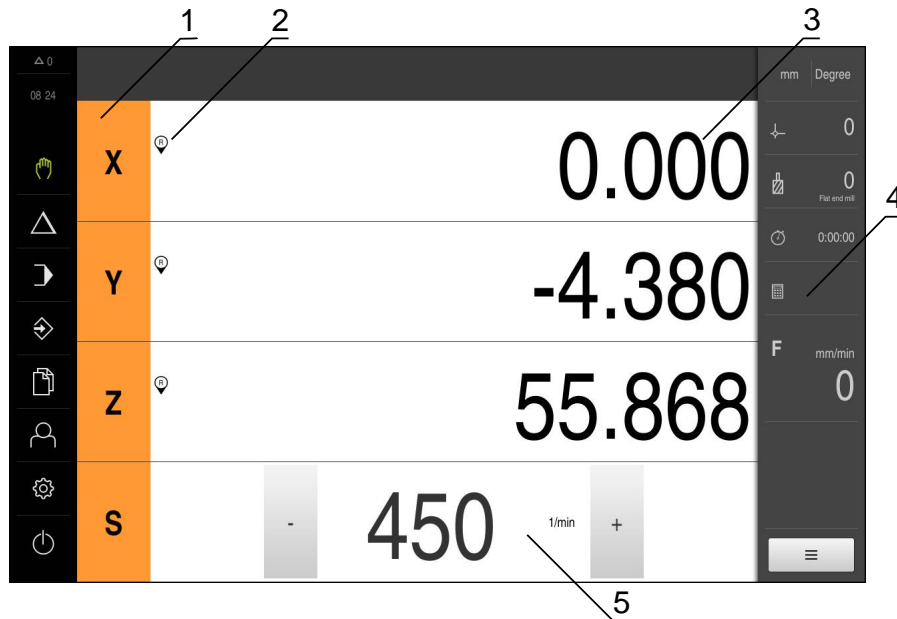 1 2 3
0
08 24
mm Degree
0
X R 0.000
0
Flat end mill
4
0:00:00
Y R -4.380
F mm/min
0
Z R 55.868
S - 450 1/min +
5